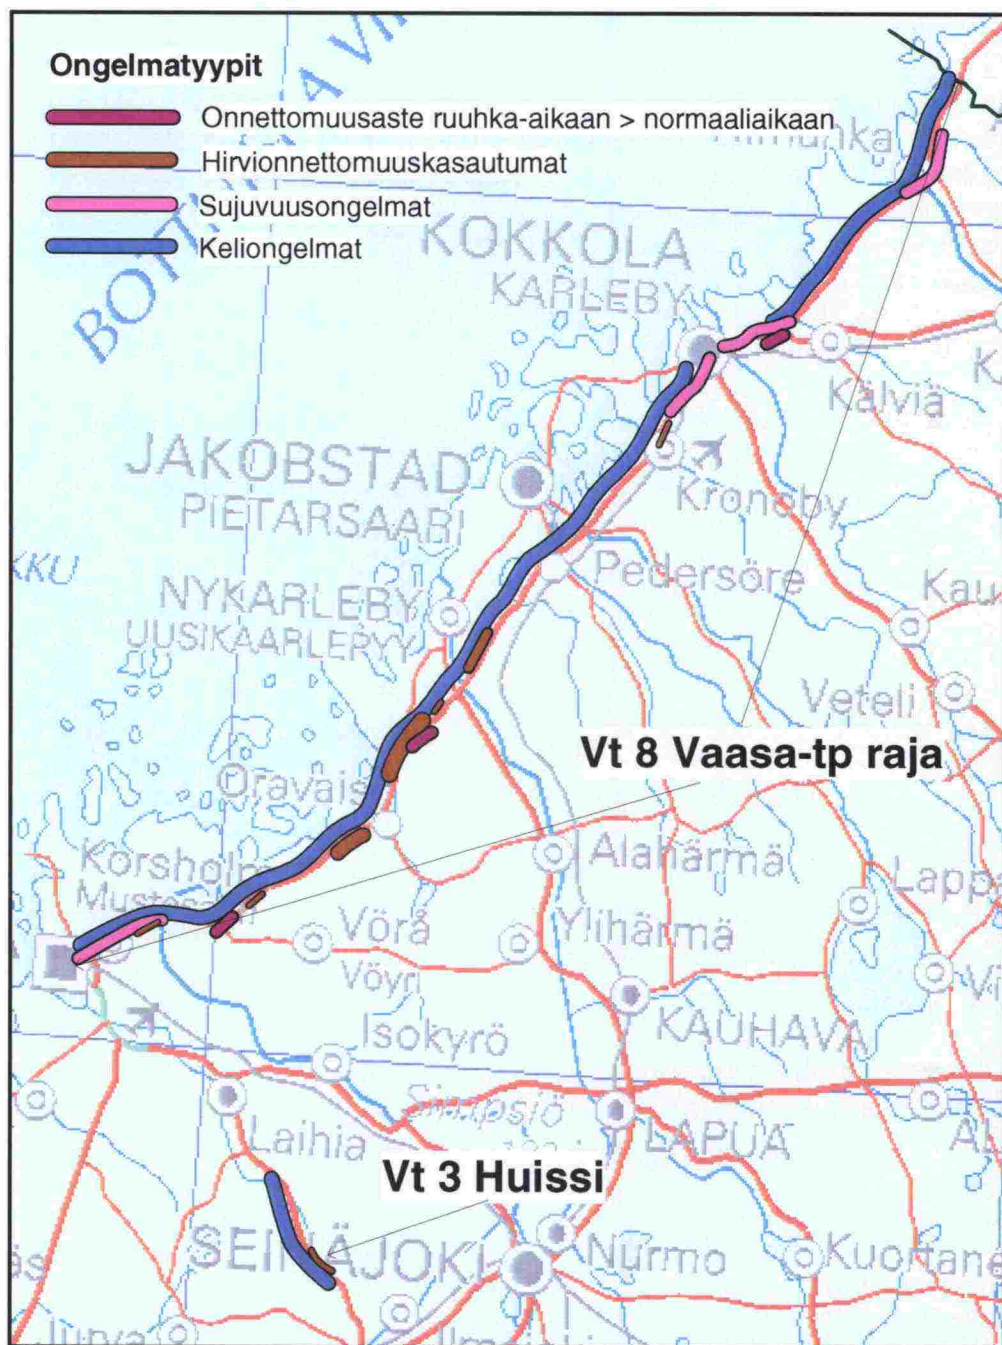 Ongelmatyypit
Onnettomuusaste ruuhka-aikaan > normaaliaikaan
Hirvionnettomuuskasautumat
Sujuvuusongelmat
Keliongelmat
KOKKOLA
KARLEBY
Kälviä
JAKOBSTAD
PIETARSAARI
Kronoby
Pedersöre
NYKARLEBY
UUSIKAARLEPYY
Veteli
Vt 8 Vaasa-tp raja
Oravais
Alahärmä
Korsholm
Vörå
Vöyri
Ylihärmä
Isokyrö
KAUHAVA
Simpsiö
Laihia
LAPUA
Vt 3 Huissi
SEINÄJOKI
Nurmo
Kuortane